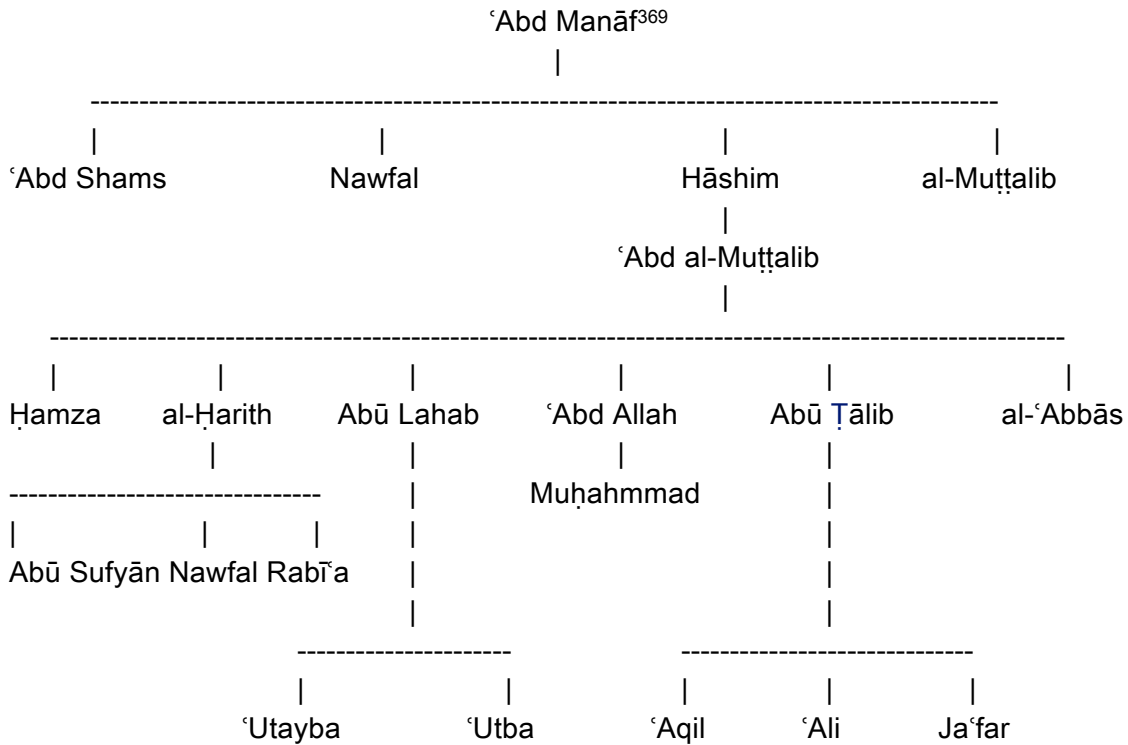 ʿAbd Manāf³⁶⁹
ʿAbd Shams Nawfal Hāshim al-Muṭṭalib
ʿAbd al-Muṭṭalib
Ḥamza al-Ḥarith Abū Lahab ʿAbd Allah Abū Ṭālib al-ʿAbbās
Muḥahmmad
Abū Sufyān Nawfal Rabīʿa
ʿUtayba ʿUtba ʿAqil ʿAli Jaʿfar